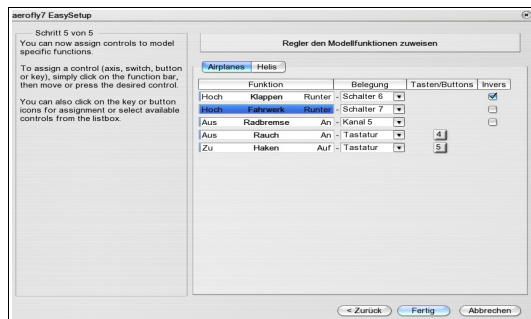 aerofly7 EasySetup
Schritt 5 von 5
You can now assign controls to model
specific functions.
To assign a control (axis, switch, button
or key), simply click on the function bar,
then move or press the desired control.
You can also click on the key or button
icons for assignment or select available
controls from the listbox.
Regler den Modellfunktionen zuweisen
Airplanes Helis
Funktion Belegung Tasten/Buttons Invers
Hoch Klappen Runter - Schalter 6
Hoch Fahrwerk Runter - Schalter 7
Aus Radbremse An - Kanal 5
Aus Rauch An - Tastatur 4
Zu Haken Auf - Tastatur 5
< Zurück Fertig Abbrechen